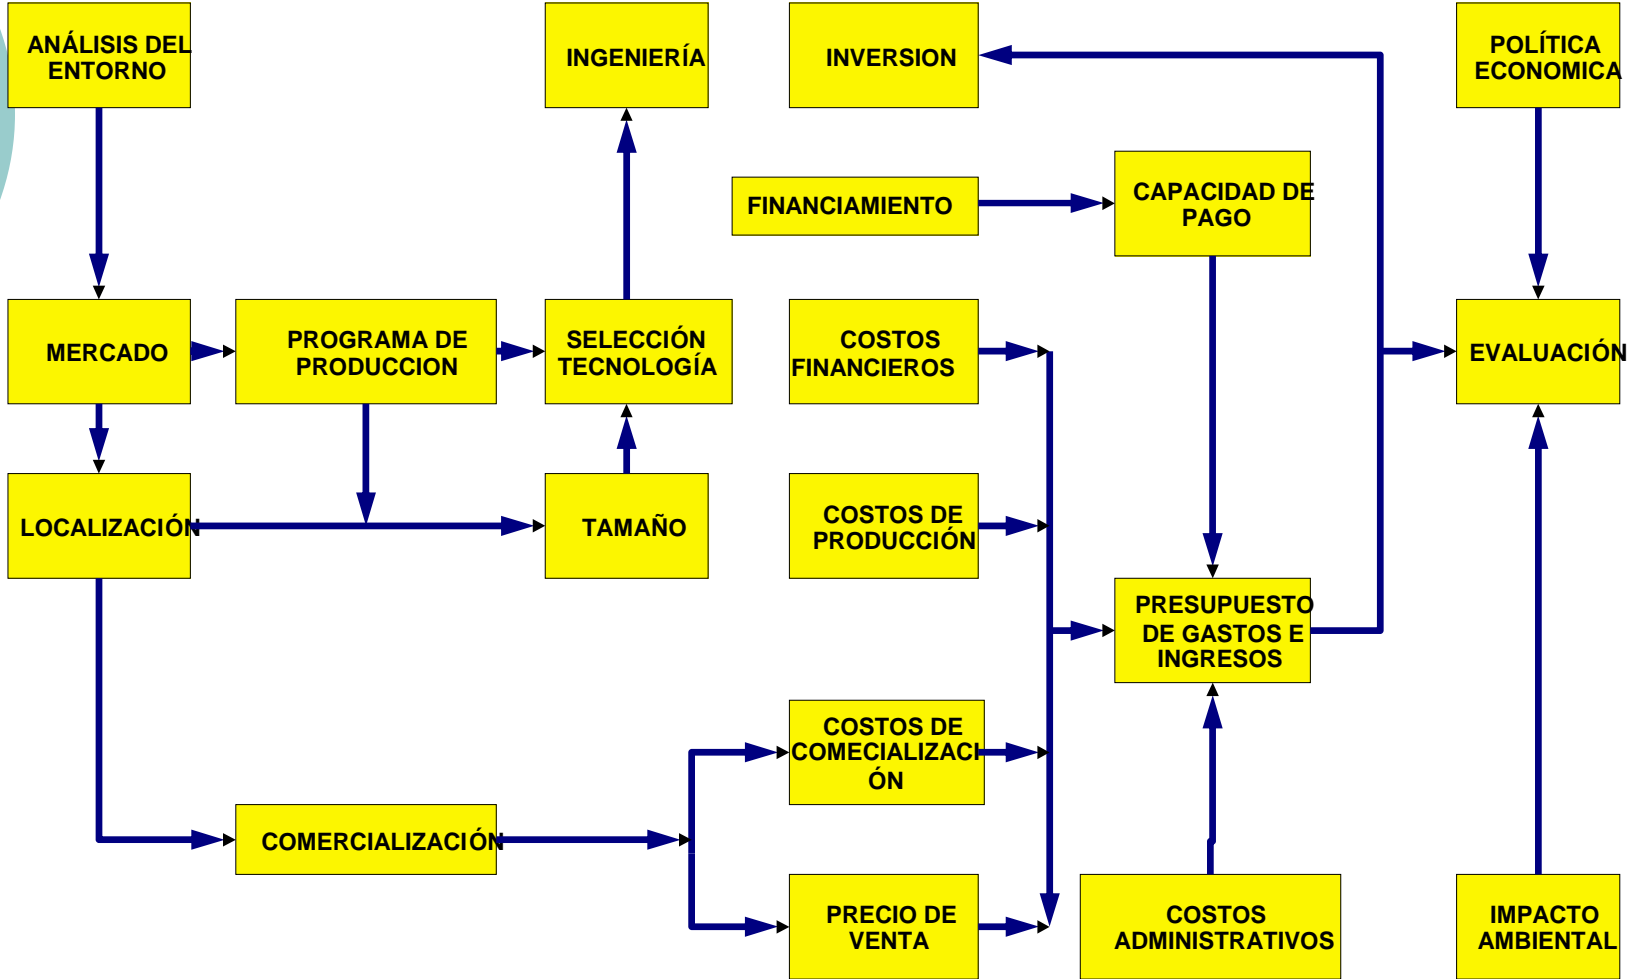 ANÁLISIS DEL
ENTORNO
INGENIERÍA
INVERSION
POLÍTICA
ECONOMICA
FINANCIAMIENTO
CAPACIDAD DE
PAGO
MERCADO
PROGRAMA DE
PRODUCCION
SELECCIÓN
TECNOLOGÍA
COSTOS
FINANCIEROS
EVALUACIÓN
LOCALIZACIÓN
TAMAÑO
COSTOS DE
PRODUCCIÓN
PRESUPUESTO
DE GASTOS E
INGRESOS
COMERCIALIZACIÓN
COSTOS DE
COMECIALIZACI
ÓN
PRECIO DE
VENTA
COSTOS
ADMINISTRATIVOS
IMPACTO
AMBIENTAL